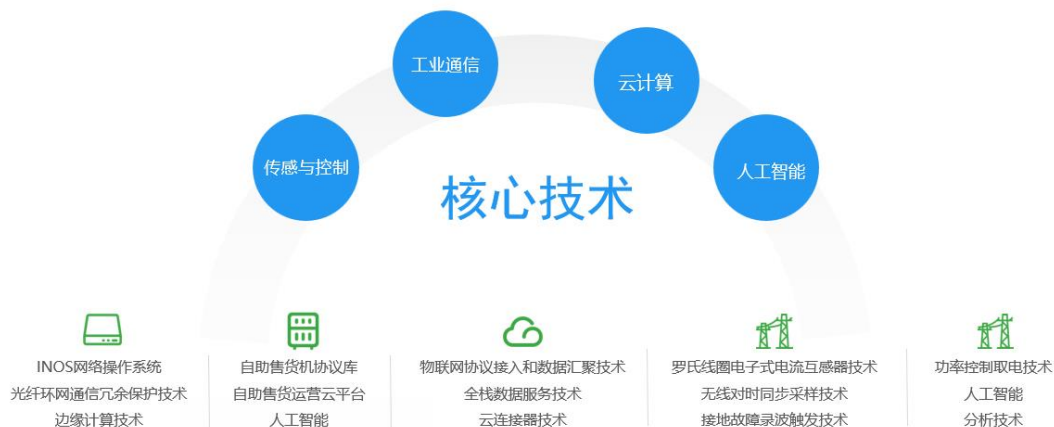 工业通信
云计算
传感与控制
人工智能
核心技术
INOS网络操作系统
光纤环网通信冗余保护技术
边缘计算技术
自助售货机协议库
自助售货运营云平台
人工智能
物联网协议接入和数据汇聚技术
全栈数据服务技术
云连接器技术
罗氏线圈电子式电流互感器技术
无线对时同步采样技术
接地故障录波触发技术
功率控制取电技术
人工智能
分析技术